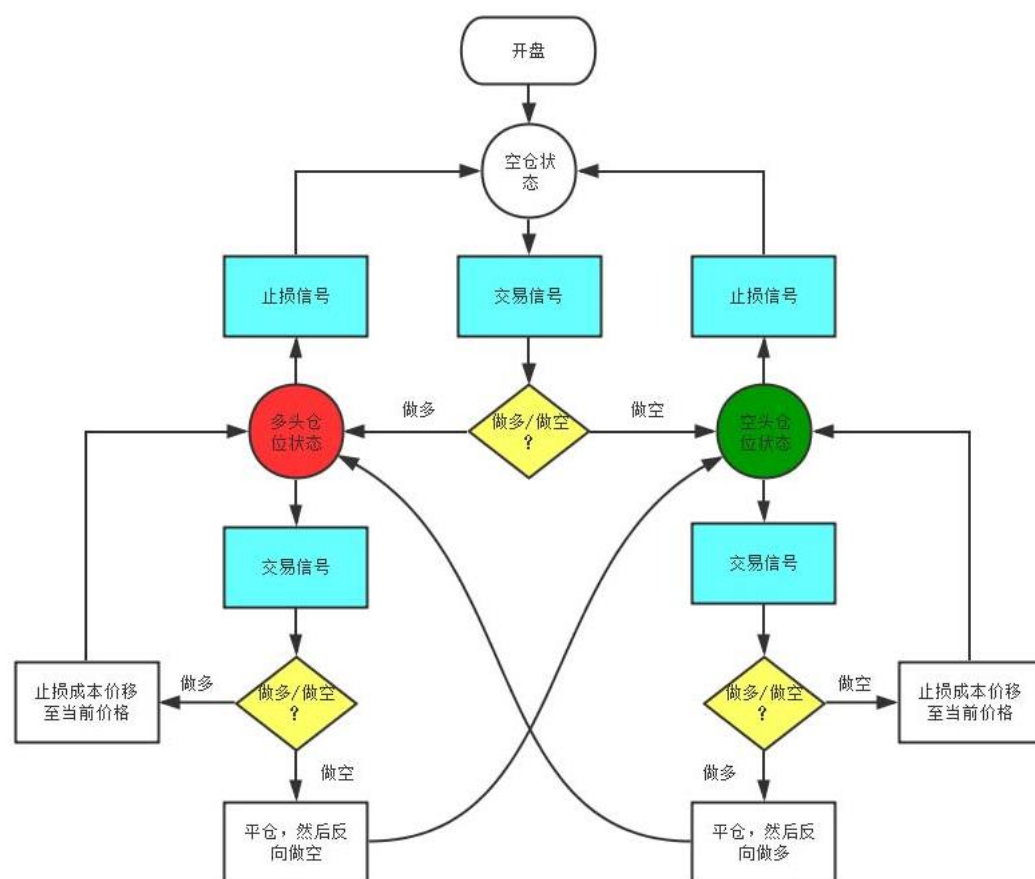 开盘
空仓状
态
止损信号
交易信号
止损信号
多头仓
位状态
做多
做多/做空
?
做空
空头仓
位状态
交易信号
交易信号
止损成本价移
至当前价格
做多
做多/做空
?
做空
做多/做空
?
做空
止损成本价移
至当前价格
做多
平仓，然后反
向做空
平仓，然后反
向做多